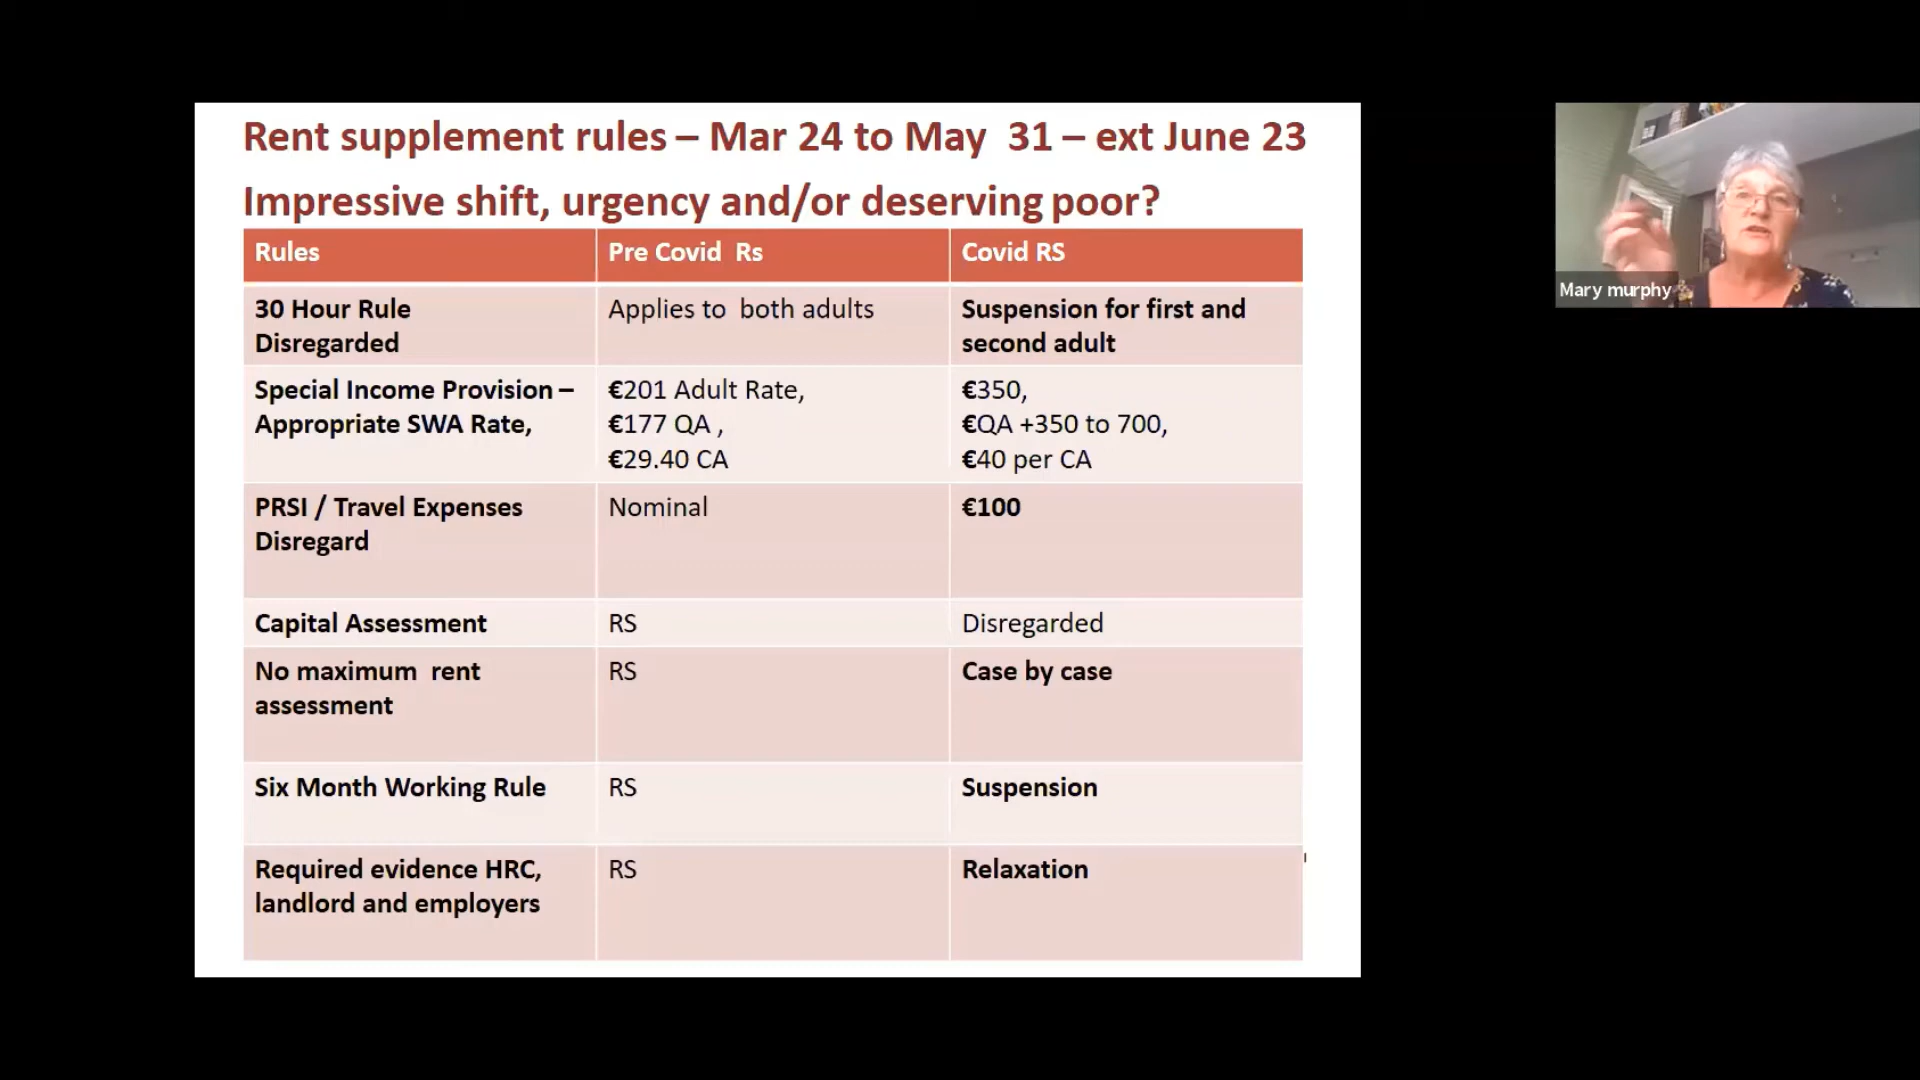 Rent supplement rules – Mar 24 to May 31 – ext June 23
Impressive shift, urgency and/or deserving poor?
Rules
Pre Covid Rs
Covid RS
30 Hour Rule
Disregarded
Applies to both adults
Suspension for first and
second adult
Special Income Provision –
Appropriate SWA Rate,
€201 Adult Rate,
€177 QA ,
€29.40 CA
€350,
€QA +350 to 700,
€40 per CA
PRSI / Travel Expenses
Disregard
Nominal
€100
Capital Assessment
RS
Disregarded
No maximum rent
assessment
RS
Case by case
Six Month Working Rule
RS
Suspension
Required evidence HRC,
landlord and employers
RS
Relaxation
Mary murphy